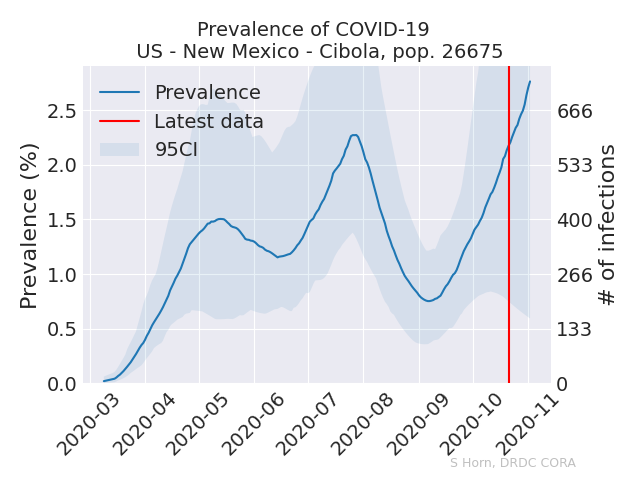 Prevalence of COVID-19
US - New Mexico - Cibola, pop. 26675
Prevalence
Latest data
95CI
Prevalence (%)
2.5
2.0
1.5
1.0
0.5
0.0
666
533
400
266
133
0
# of infections
2020-03
2020-04
2020-05
2020-06
2020-07
2020-08
2020-09
2020-10
2020-11
S Horn, DRDC CORA